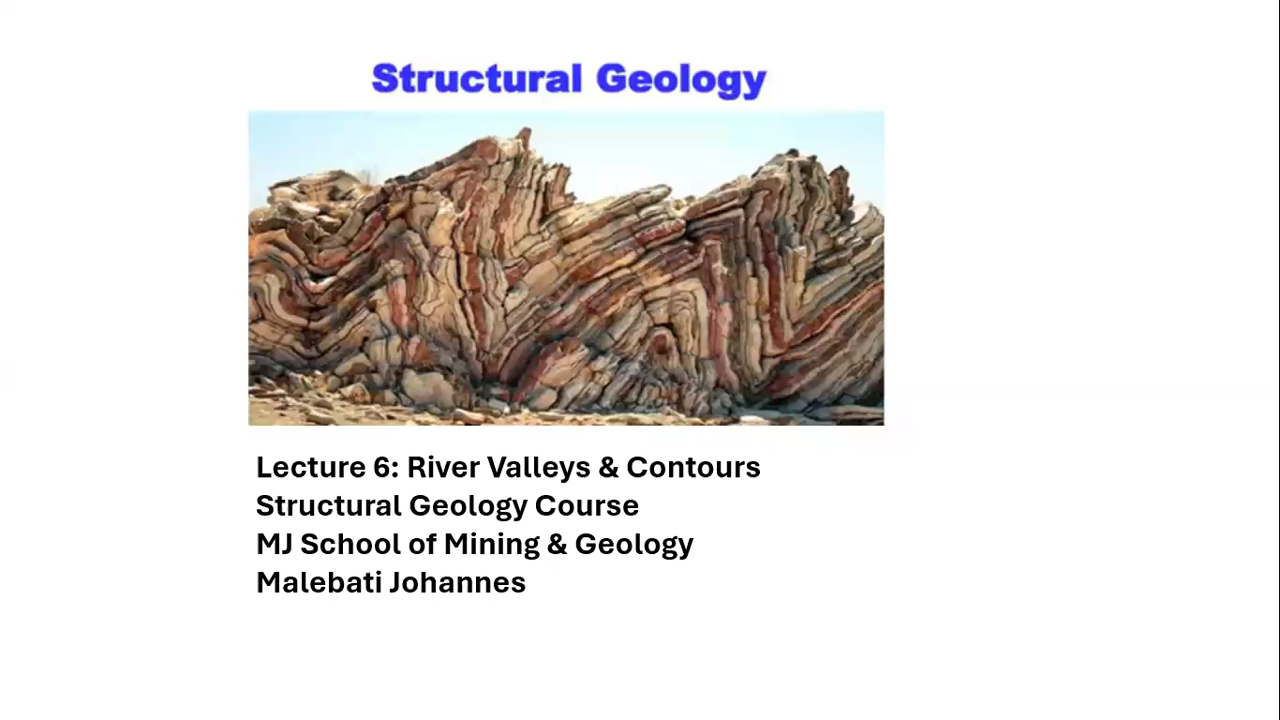 Structural Geology
Lecture 6: River Valleys & Contours
Structural Geology Course
MJ School of Mining & Geology
Malebati Johannes